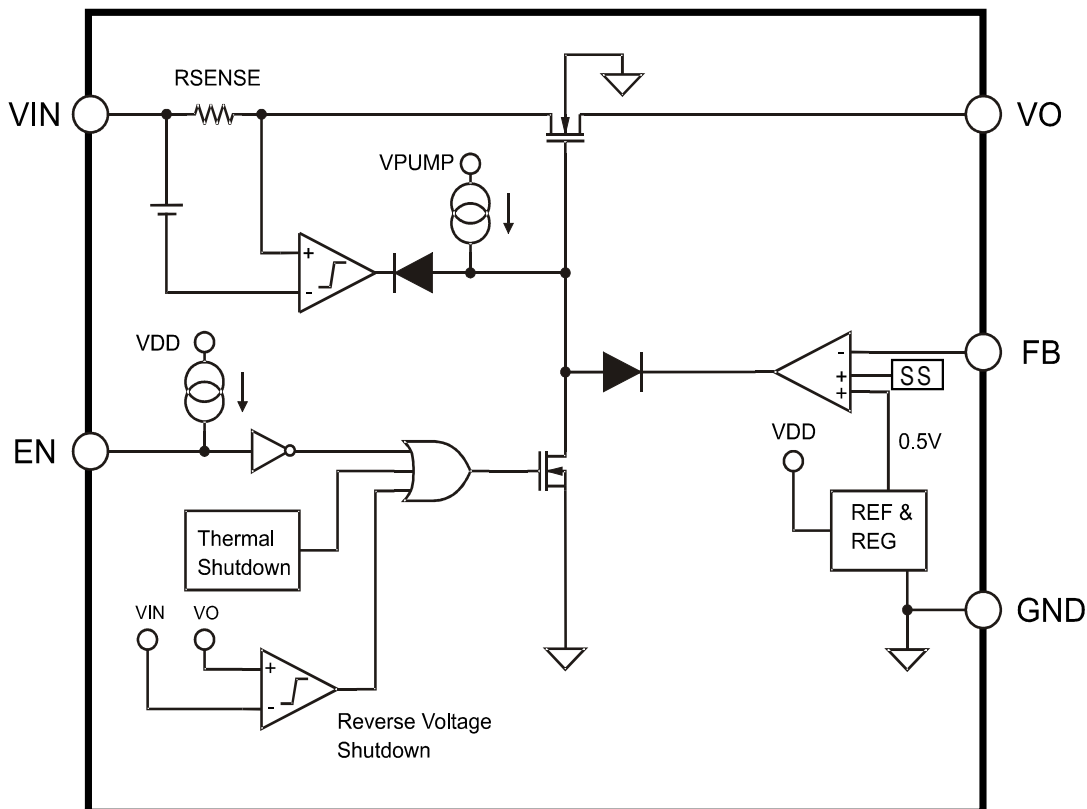 RSENSE
VIN
VO
VPUMP
+
-
VDD
FB
-
+
+
SS
EN
VDD
0.5V
REF &
REG
Thermal
Shutdown
VIN
VO
GND
+
-
Reverse Voltage
Shutdown